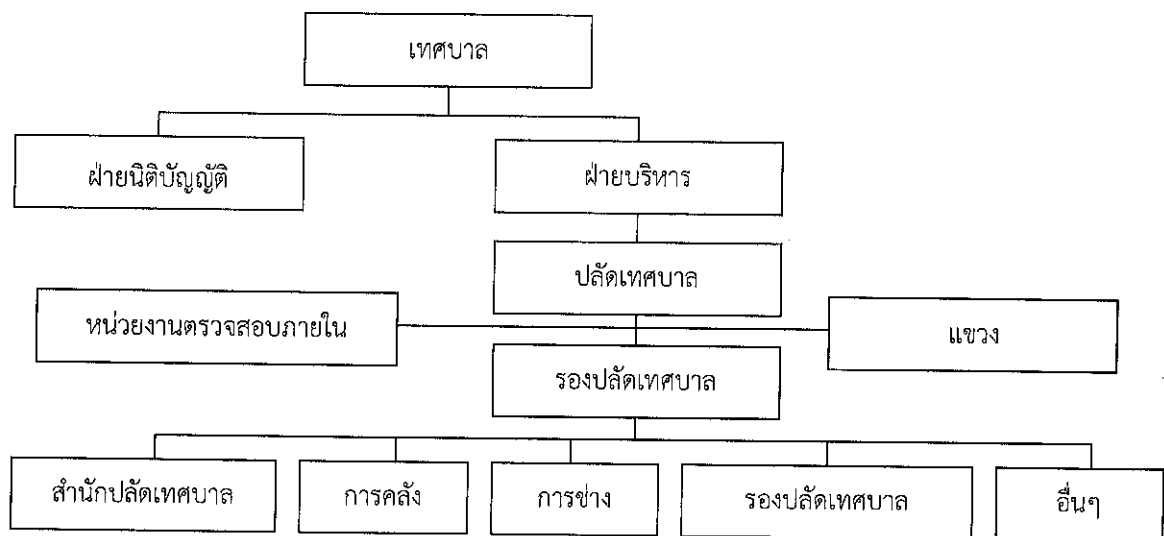 เทศบาล
ฝ่ายนิติบัญญัติ
ฝ่ายบริหาร
ปลัดเทศบาล
หน่วยงานตรวจสอบภายใน
แขวง
รองปลัดเทศบาล
สำนักปลัดเทศบาล
การคลัง
การช่าง
รองปลัดเทศบาล
อื่นๆ